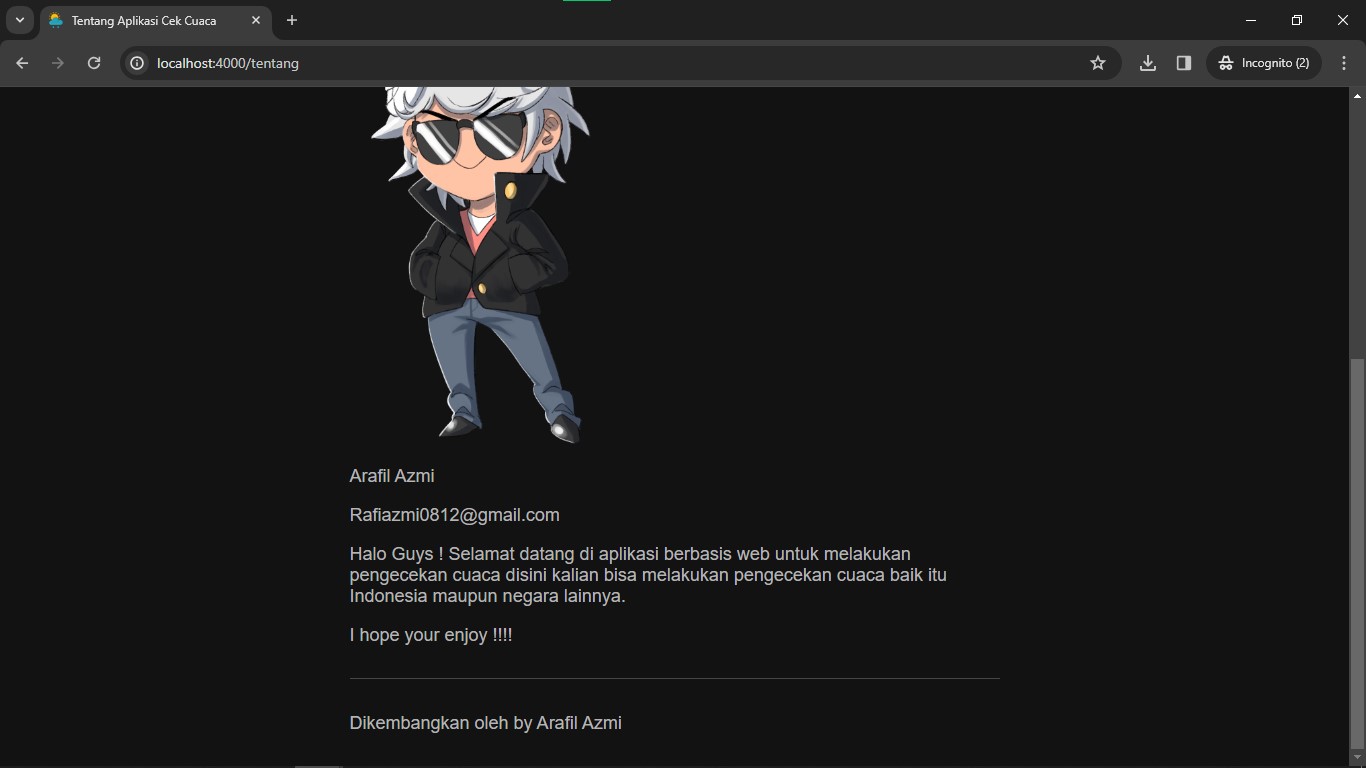 Tentang Aplikasi Cek Cuaca
localhost:4000/tentang
Incognito (2)
Arafil Azmi
Rafiazmi0812@gmail.com
Halo Guys ! Selamat datang di aplikasi berbasis web untuk melakukan
pengecekan cuaca disini kalian bisa melakukan pengecekan cuaca baik itu
Indonesia maupun negara lainnya.
I hope your enjoy !!!!
Dikembangkan oleh by Arafil Azmi